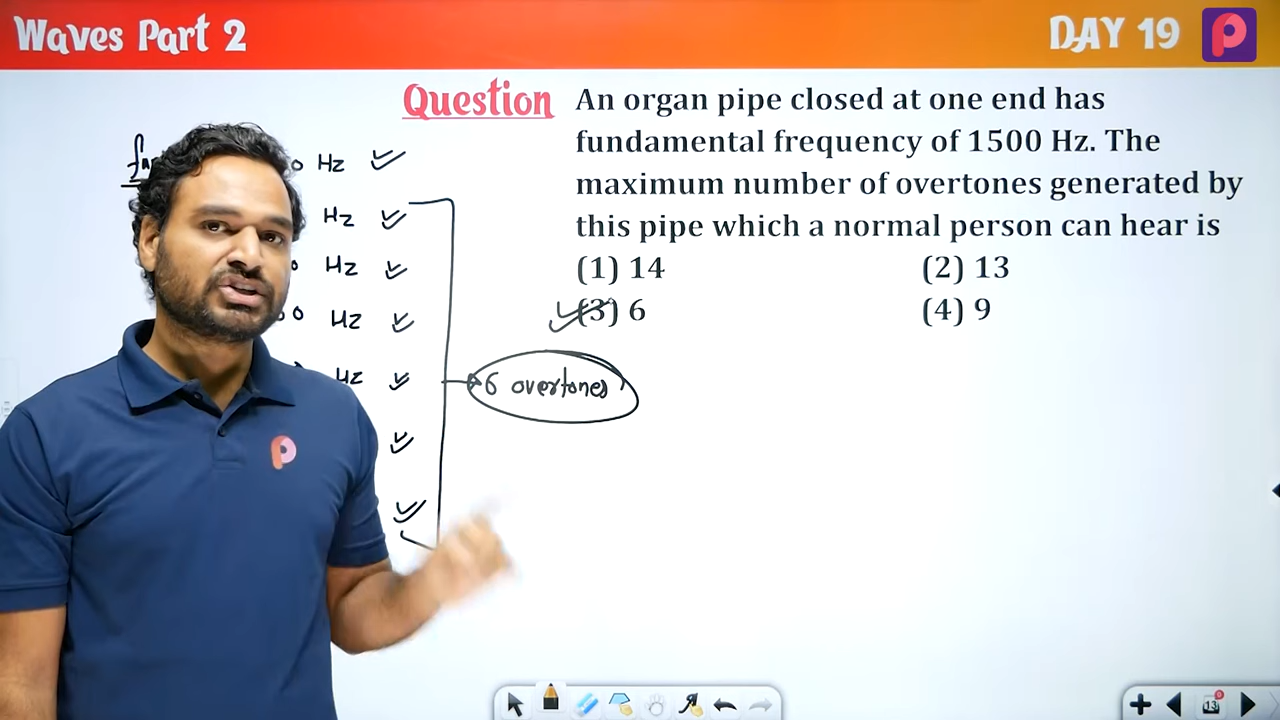 Waves Part 2
DAY 19
Question
An organ pipe closed at one end has
fundamental frequency of 1500 Hz. The
maximum number of overtones generated by
this pipe which a normal person can hear is
(1) 14
(2) 13
(3) 6
(4) 9
Hz
Hz
Hz
Hz
Hz
6 overtones
13